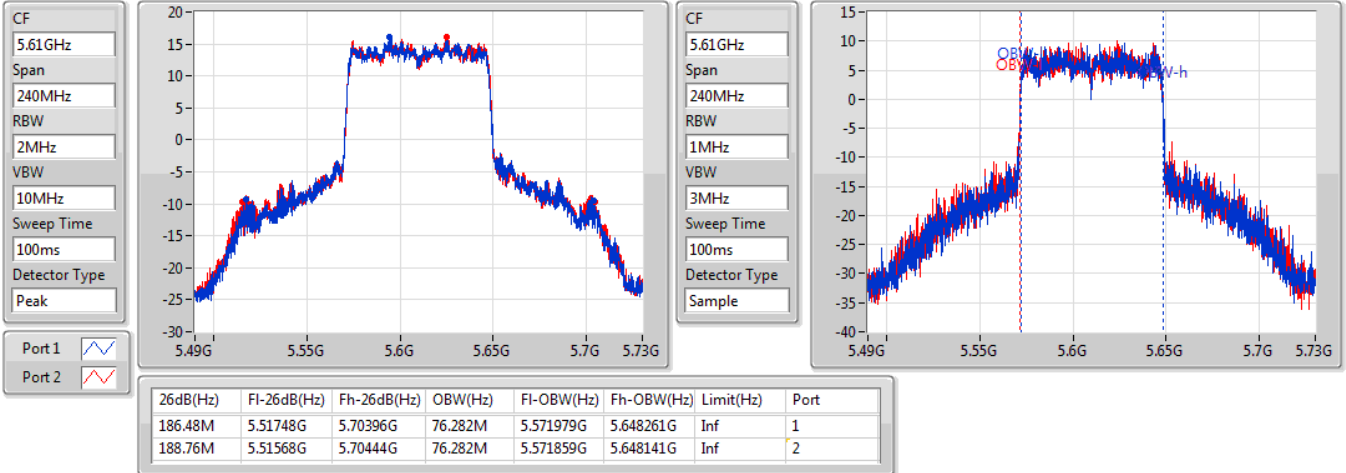 CF
5.61GHz
Span
240MHz
RBW
2MHz
VBW
10MHz
Sweep Time
100ms
Detector Type
Peak
Port 1
Port 2
20
15
10
5
0
-5
-10
-15
-20
-25
-30
5.49G 5.55G 5.6G 5.65G 5.7G 5.73G
CF
5.61GHz
Span
240MHz
RBW
1MHz
VBW
3MHz
Sweep Time
100ms
Detector Type
Sample
15
10
5
0
-5
-10
-15
-20
-25
-30
-35
-40
5.49G 5.55G 5.6G 5.65G 5.7G 5.73G
26dB(Hz) Fl-26dB(Hz) Fh-26dB(Hz) OBW(Hz) Fl-OBW(Hz) Fh-OBW(Hz) Limit(Hz) Port
186.48M 5.51748G 5.70396G 76.282M 5.571979G 5.648261G Inf 1
188.76M 5.51568G 5.70444G 76.282M 5.571859G 5.648141G Inf 2